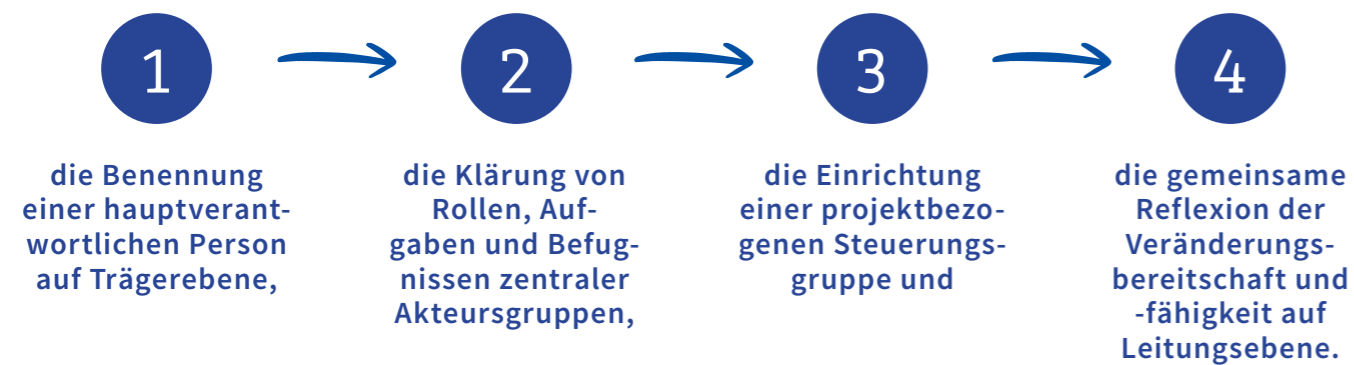 1
die Benennung
einer hauptverant-
wortlichen Person
auf Trägerebene,
2
die Klärung von
Rollen, Auf-
gaben und Befug-
nissen zentraler
Akteursgruppen,
3
die Einrichtung
einer projektbezo-
genen Steuerungs-
gruppe und
4
die gemeinsame
Reflexion der
Veränderungs-
bereitschaft und
-fähigkeit auf
Leitungsebene.